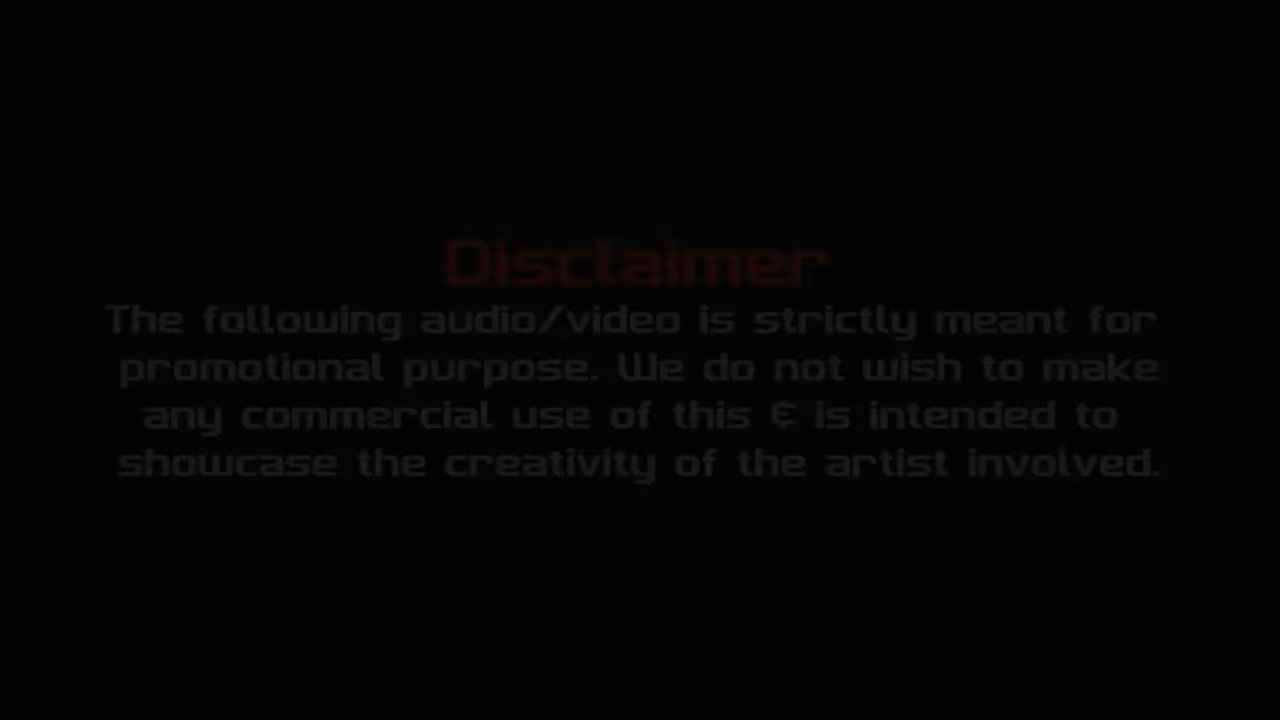 Disclaimer
The following audio/video is strictly meant for
promotional purpose. We do not wish to make
any commercial use of this & is intended to
showcase the creativity of the artist involved.